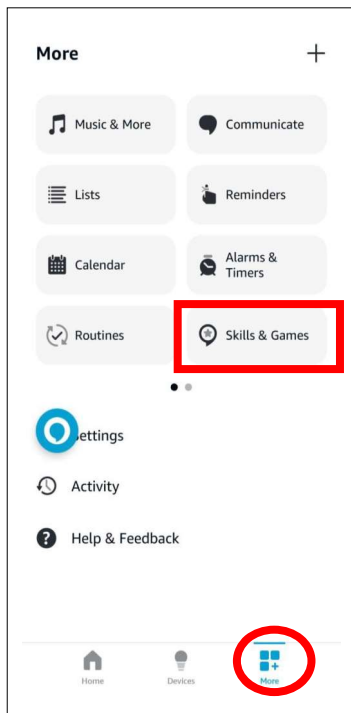 More
Music & More
Communicate
Lists
Reminders
Calendar
Alarms &
Timers
Routines
Skills & Games
ettings
Activity
Help & Feedback
Home
Devices
More